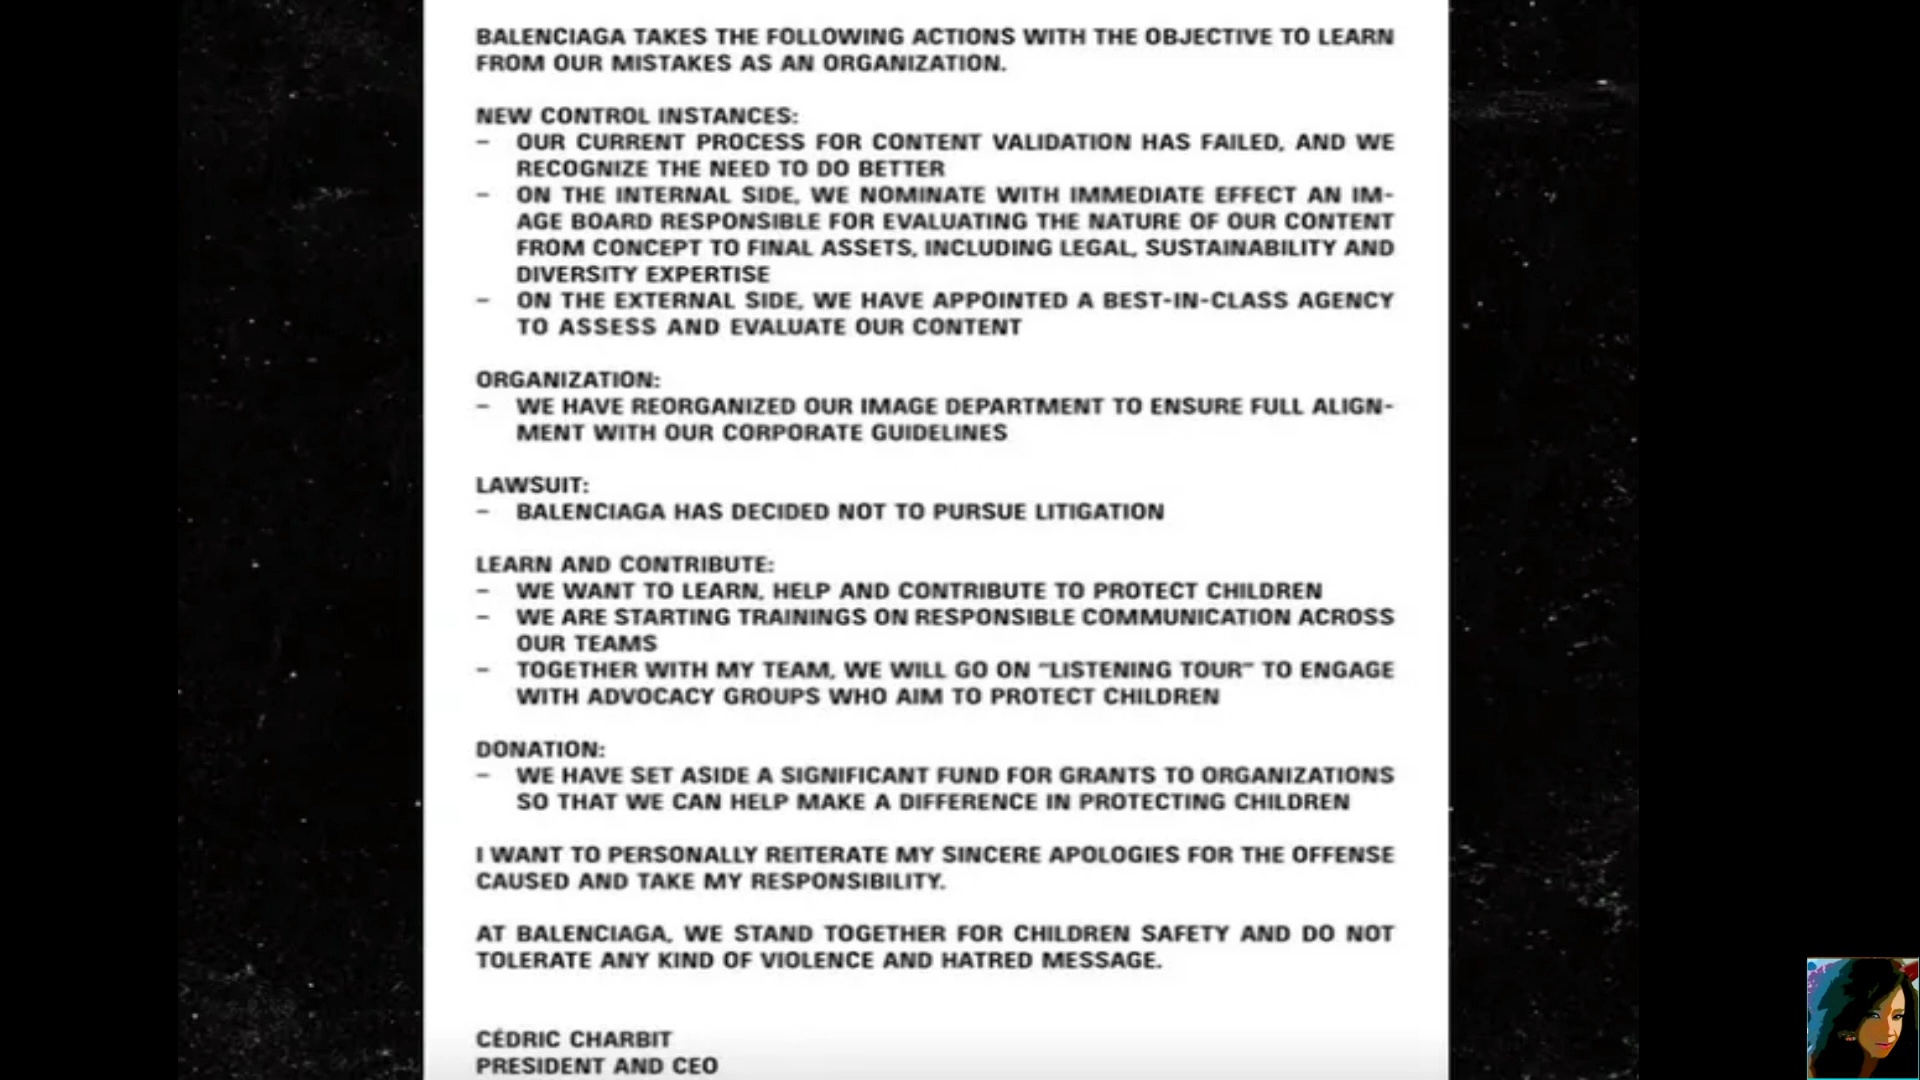 BALENCIAGA TAKES THE FOLLOWING ACTIONS WITH THE OBJECTIVE TO LEARN
FROM OUR MISTAKES AS AN ORGANIZATION.
NEW CONTROL INSTANCES:
– OUR CURRENT PROCESS FOR CONTENT VALIDATION HAS FAILED, AND WE
RECOGNIZE THE NEED TO DO BETTER
– ON THE INTERNAL SIDE, WE NOMINATE WITH IMMEDIATE EFFECT AN IM-
AGE BOARD RESPONSIBLE FOR EVALUATING THE NATURE OF OUR CONTENT
FROM CONCEPT TO FINAL ASSETS, INCLUDING LEGAL, SUSTAINABILITY AND
DIVERSITY EXPERTISE
– ON THE EXTERNAL SIDE, WE HAVE APPOINTED A BEST-IN-CLASS AGENCY
TO ASSESS AND EVALUATE OUR CONTENT
ORGANIZATION:
– WE HAVE REORGANIZED OUR IMAGE DEPARTMENT TO ENSURE FULL ALIGN-
MENT WITH OUR CORPORATE GUIDELINES
LAWSUIT:
– BALENCIAGA HAS DECIDED NOT TO PURSUE LITIGATION
LEARN AND CONTRIBUTE:
– WE WANT TO LEARN, HELP AND CONTRIBUTE TO PROTECT CHILDREN
– WE ARE STARTING TRAININGS ON RESPONSIBLE COMMUNICATION ACROSS
OUR TEAMS
– TOGETHER WITH MY TEAM, WE WILL GO ON "LISTENING TOUR" TO ENGAGE
WITH ADVOCACY GROUPS WHO AIM TO PROTECT CHILDREN
DONATION:
– WE HAVE SET ASIDE A SIGNIFICANT FUND FOR GRANTS TO ORGANIZATIONS
SO THAT WE CAN HELP MAKE A DIFFERENCE IN PROTECTING CHILDREN
I WANT TO PERSONALLY REITERATE MY SINCERE APOLOGIES FOR THE OFFENSE
CAUSED AND TAKE MY RESPONSIBILITY.
AT BALENCIAGA, WE STAND TOGETHER FOR CHILDREN SAFETY AND DO NOT
TOLERATE ANY KIND OF VIOLENCE AND HATRED MESSAGE.
CÉDRIC CHARBIT
PRESIDENT AND CEO